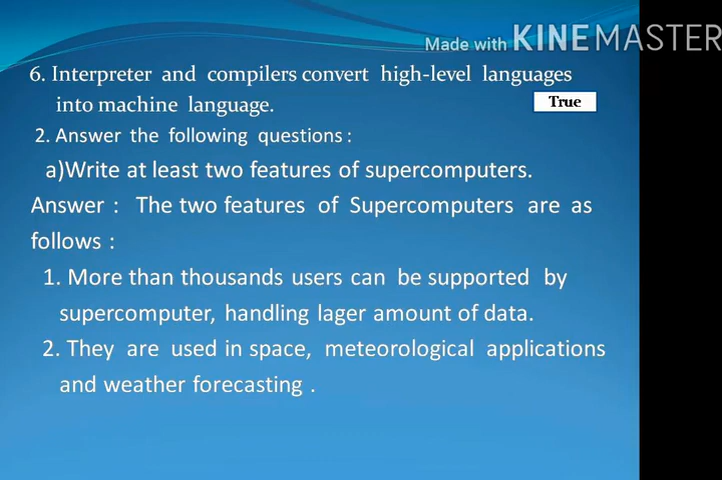 Made with KINEMASTER
6. Interpreter and compilers convert high-level languages
into machine language.
True
2. Answer the following questions :
a)Write at least two features of supercomputers.
Answer : The two features of Supercomputers are as
follows :
1. More than thousands users can be supported by
supercomputer, handling lager amount of data.
2. They are used in space, meteorological applications
and weather forecasting .